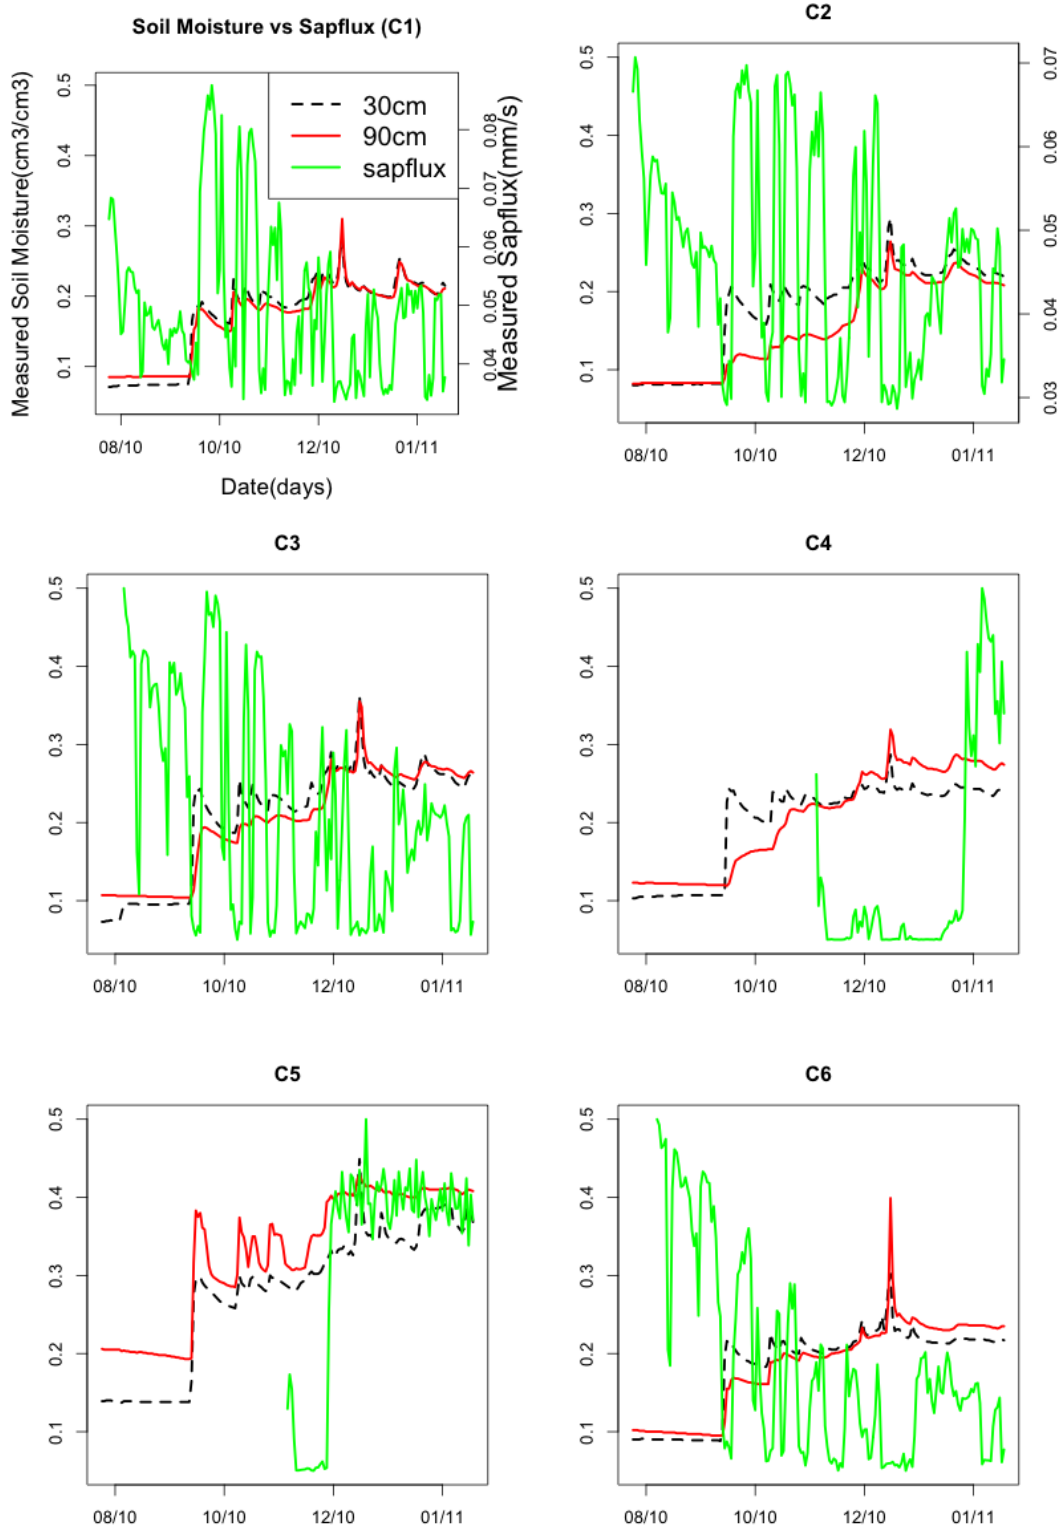 Soil Moisture vs Sapflux (C1)
Measured Soil Moisture(cm3/cm3)
0.5
0.4
0.3
0.2
0.1
30cm
90cm
sapflux
0.08
0.07
0.06
0.05
0.04
Measured Sapflux(mm/s)
08/10 10/10 12/10 01/11
Date(days)
C2
0.5
0.4
0.3
0.2
0.1
0.07
0.06
0.05
0.04
0.03
08/10 10/10 12/10 01/11
C3
0.5
0.4
0.3
0.2
0.1
08/10 10/10 12/10 01/11
C4
0.5
0.4
0.3
0.2
0.1
08/10 10/10 12/10 01/11
C5
0.5
0.4
0.3
0.2
0.1
08/10 10/10 12/10 01/11
C6
0.5
0.4
0.3
0.2
0.1
08/10 10/10 12/10 01/11